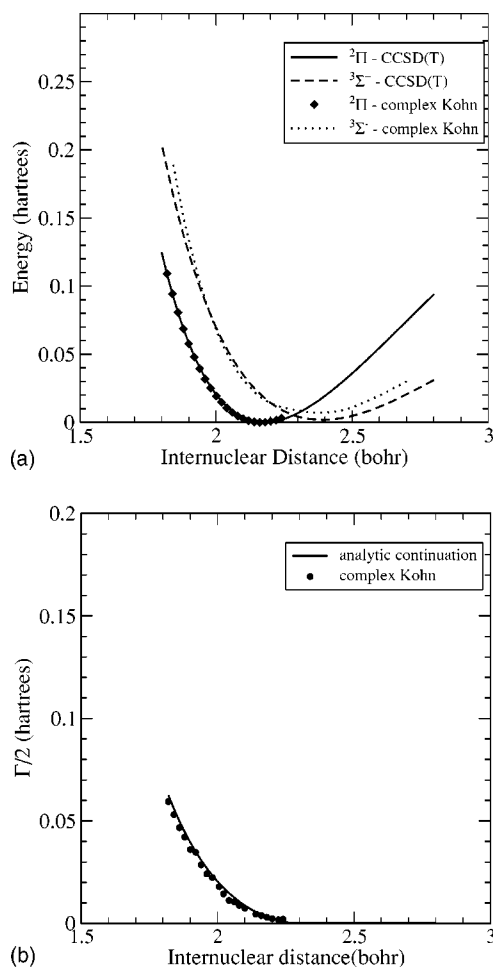 0.25
0.2
0.15
0.1
0.05
0
Energy (hartrees)
²Π - CCSD(T)
³Σ⁻ - CCSD(T)
²Π - complex Kohn
³Σ⁻ - complex Kohn
1.5 2 2.5 3
Internuclear Distance (bohr)
(a)
0.2
0.15
0.1
0.05
0
Γ/2 (hartrees)
analytic continuation
complex Kohn
1.5 2 2.5 3
Internuclear distance(bohr)
(b)